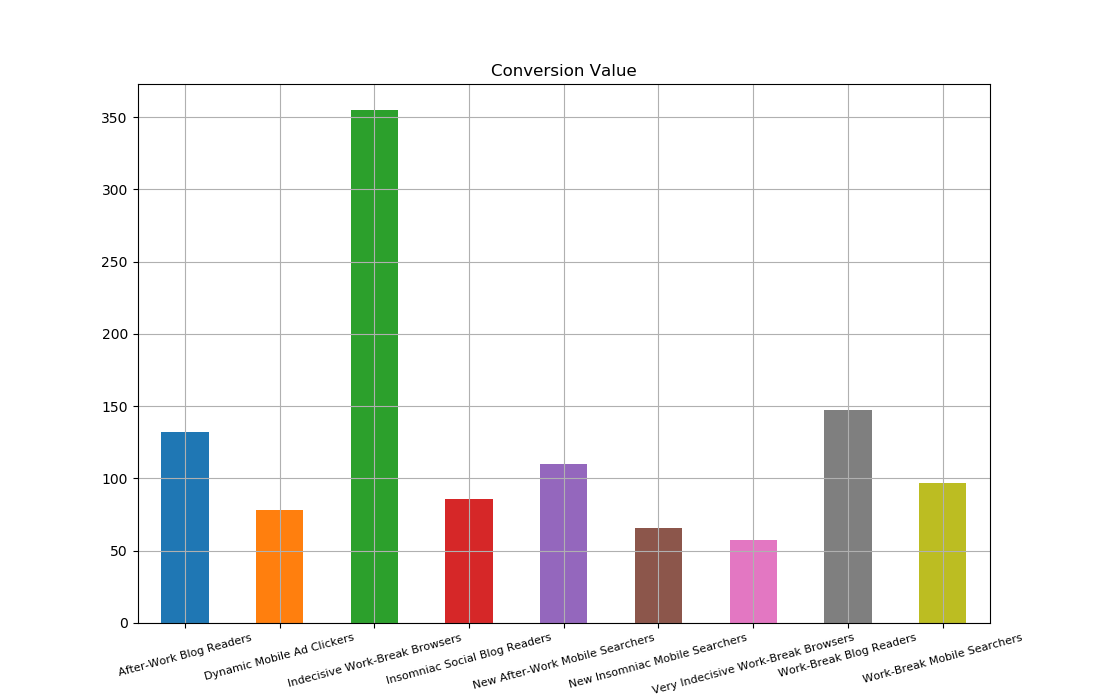 Conversion Value
350
300
250
200
150
100
50
0
After-Work Blog Readers
Dynamic Mobile Ad Clickers
Indecisive Work-Break Browsers
Insomniac Social Blog Readers
New After-Work Mobile Searchers
New Insomniac Mobile Searchers
Very Indecisive Work-Break Browsers
Work-Break Blog Readers
Work-Break Mobile Searchers